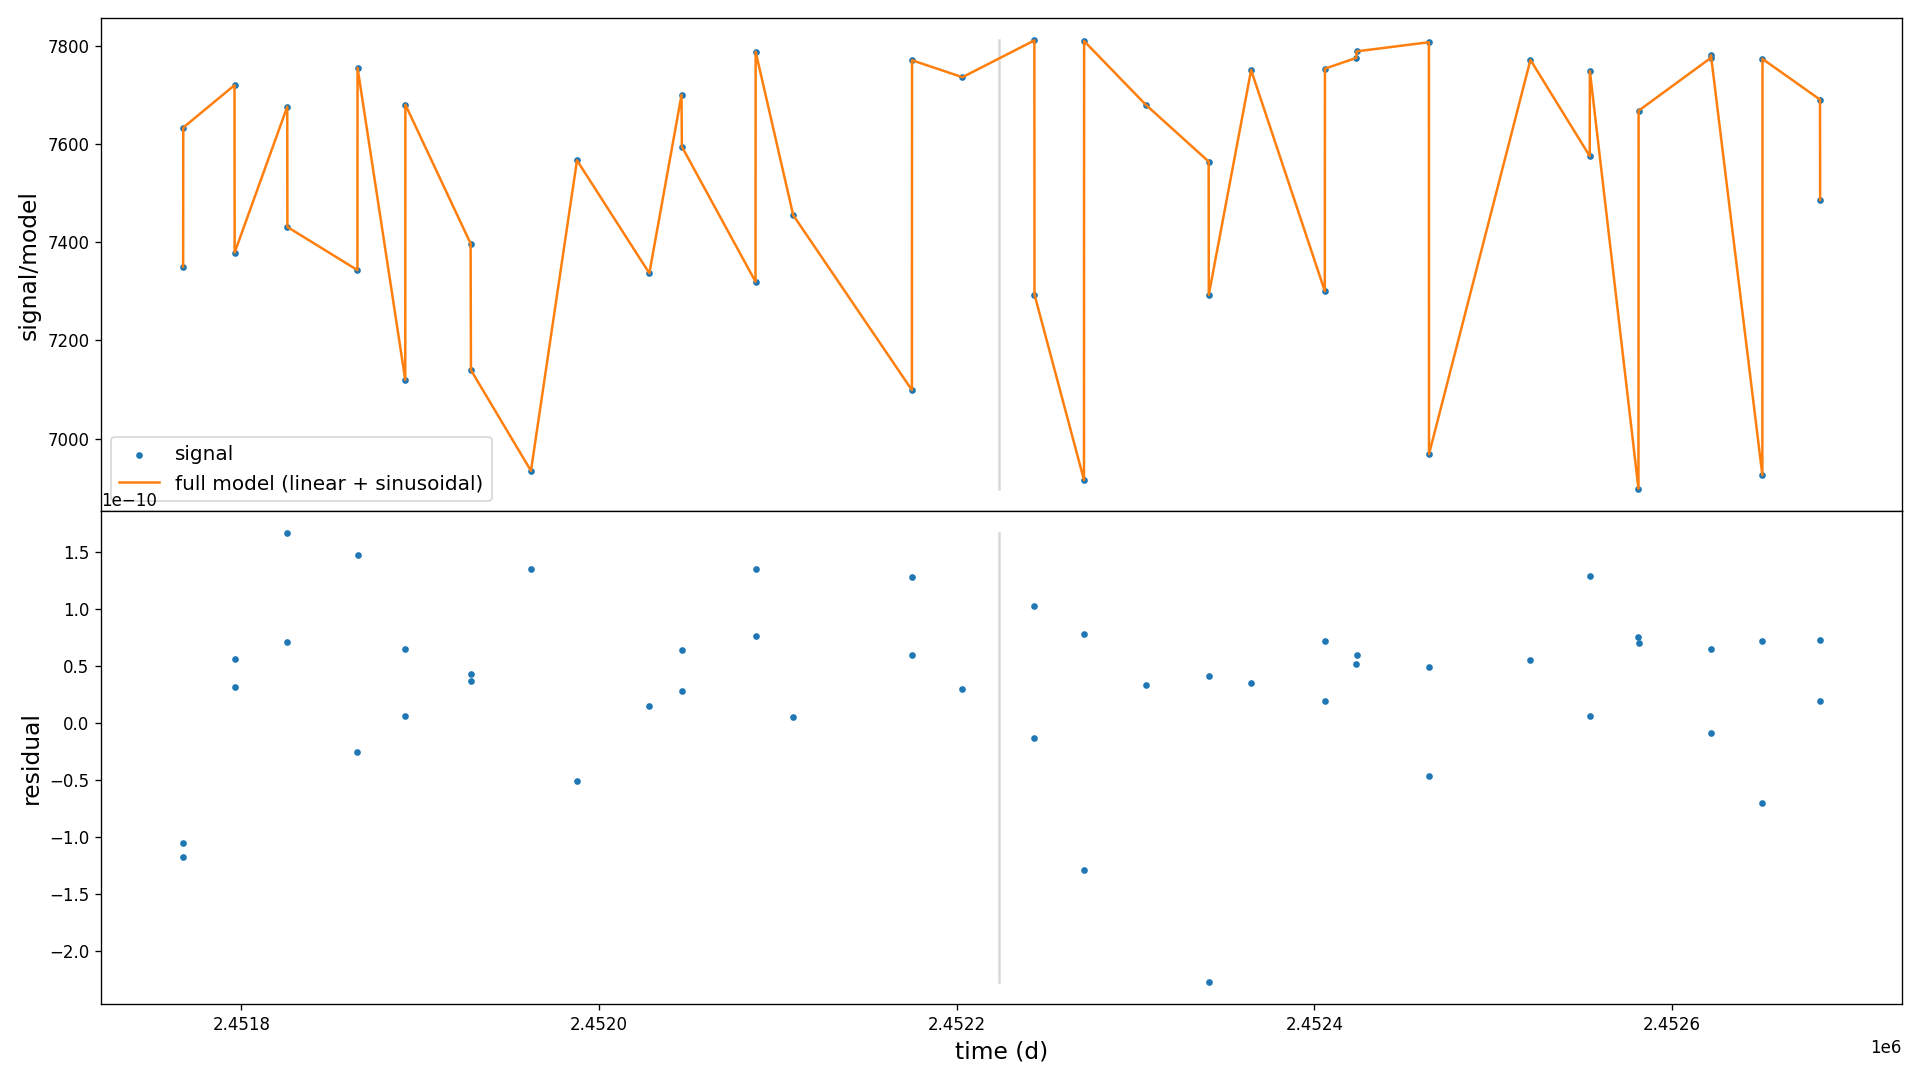 7800
7600
7400
7200
7000
signal/model
signal
full model (linear + sinusoidal)
1e−10
1.5
1.0
0.5
0.0
−0.5
−1.0
−1.5
−2.0
residual
2.4518 2.4520 2.4522 2.4524 2.4526
1e6
time (d)